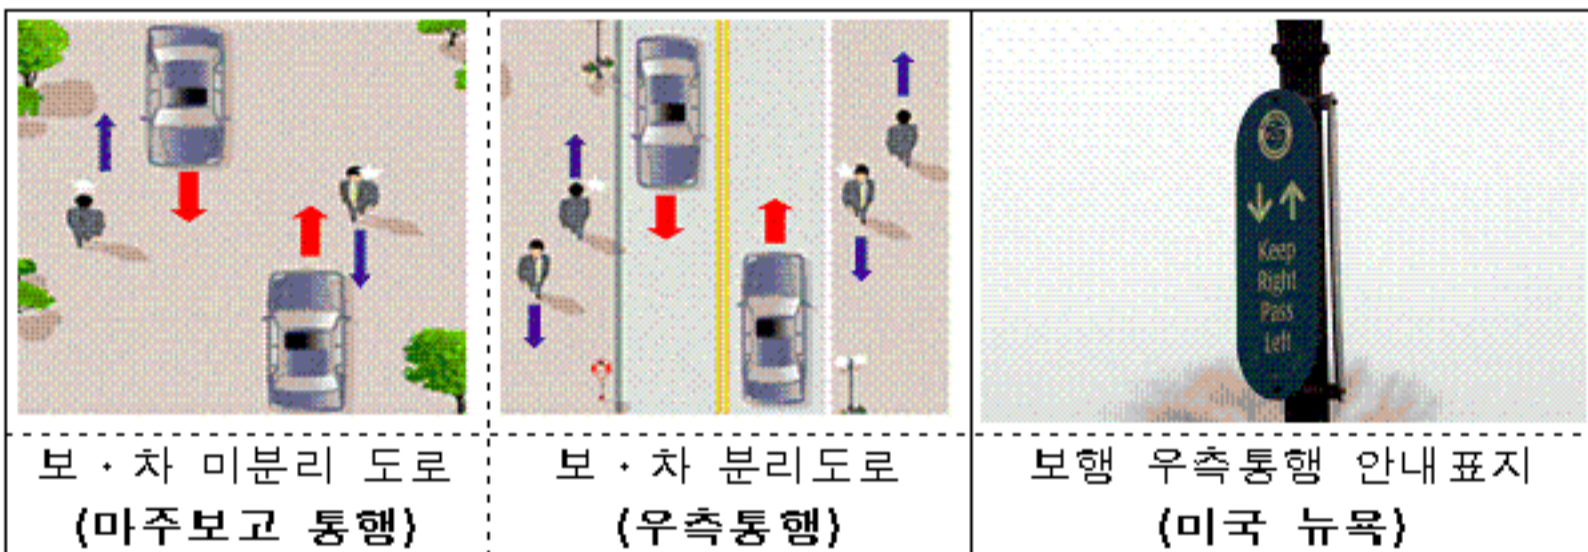 Keep
Right
Pass
Left
보·차 미분리 도로
(마주보고 통행)
보·차 분리도로
(우측통행)
보행 우측통행 안내표지
(미국 뉴욕)